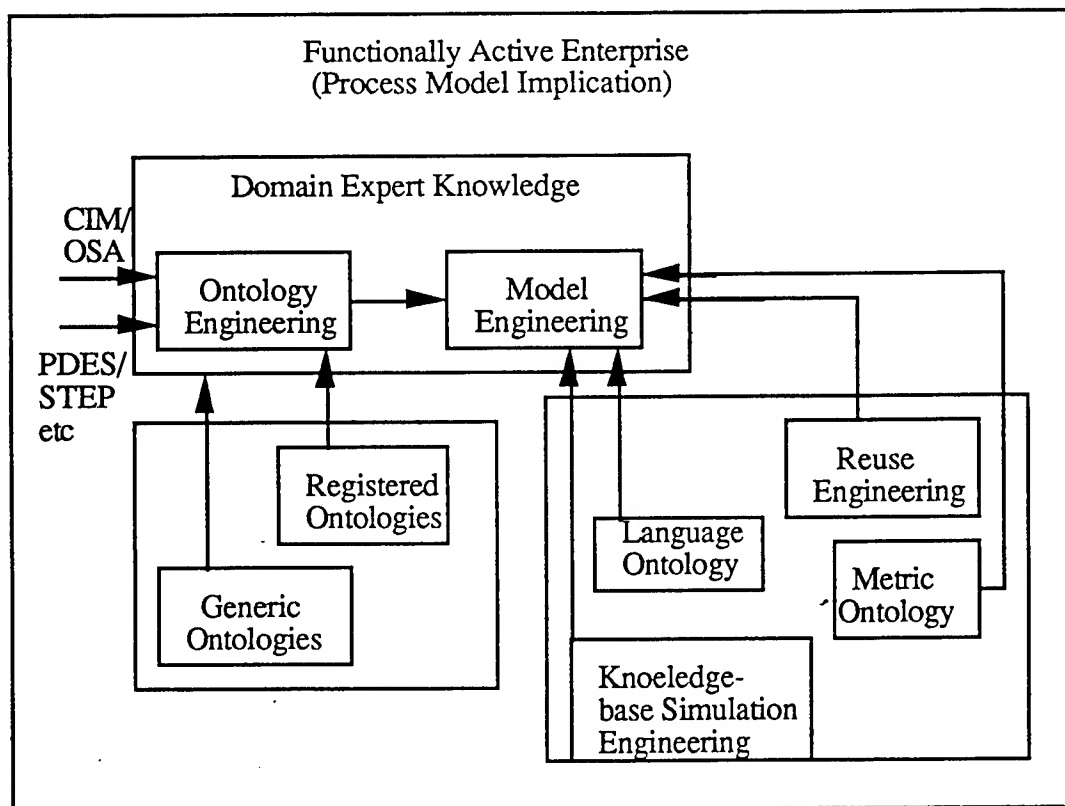 Functionally Active Enterprise
(Process Model Implication)
Domain Expert Knowledge
CIM/
OSA
Ontology
Engineering
Model
Engineering
PDES/
STEP
etc
Registered
Ontologies
Generic
Ontologies
Reuse
Engineering
Language
Ontology
Metric
Ontology
Knoeledge-
base Simulation
Engineering